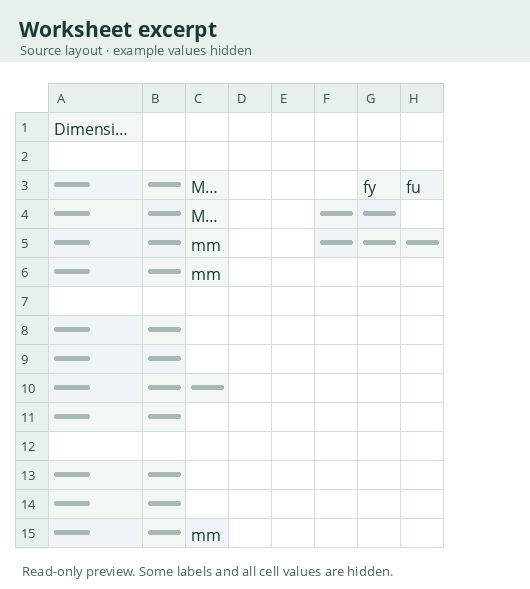 Worksheet excerpt
Source layout · example values hidden
A B C D E F G H
1 Dimensi...
2
3 M... fy fu
4 M...
5 mm
6 mm
7
8
9
10
11
12
13
14
15 mm
Read-only preview. Some labels and all cell values are hidden.